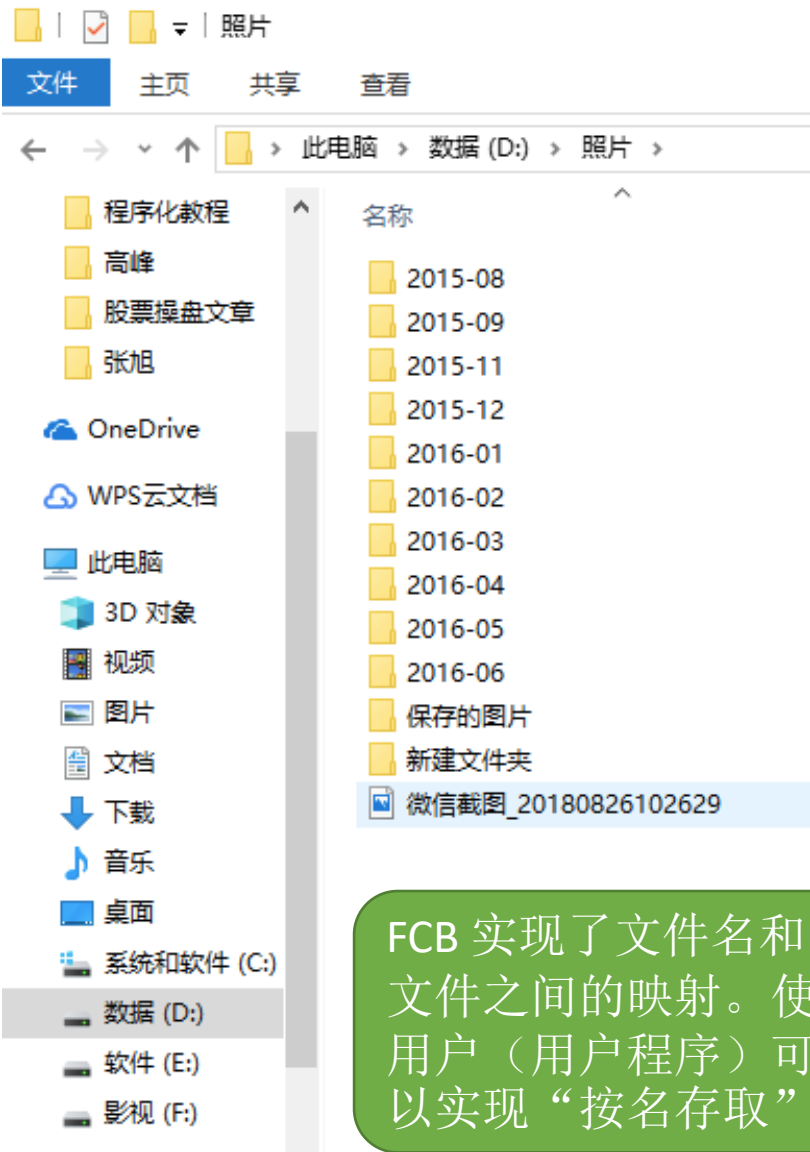 照片
文件 主页 共享 查看
此电脑 › 数据 (D:) › 照片 ›
程序化教程
高峰
股票操盘文章
张旭
OneDrive
WPS云文档
此电脑
3D 对象
视频
图片
文档
下载
音乐
桌面
系统和软件 (C:)
数据 (D:)
软件 (E:)
影视 (F:)
名称
2015-08
2015-09
2015-11
2015-12
2016-01
2016-02
2016-03
2016-04
2016-05
2016-06
保存的图片
新建文件夹
微信截图_20180826102629
FCB 实现了文件名和
文件之间的映射。使
用户（用户程序）可
以实现“按名存取”